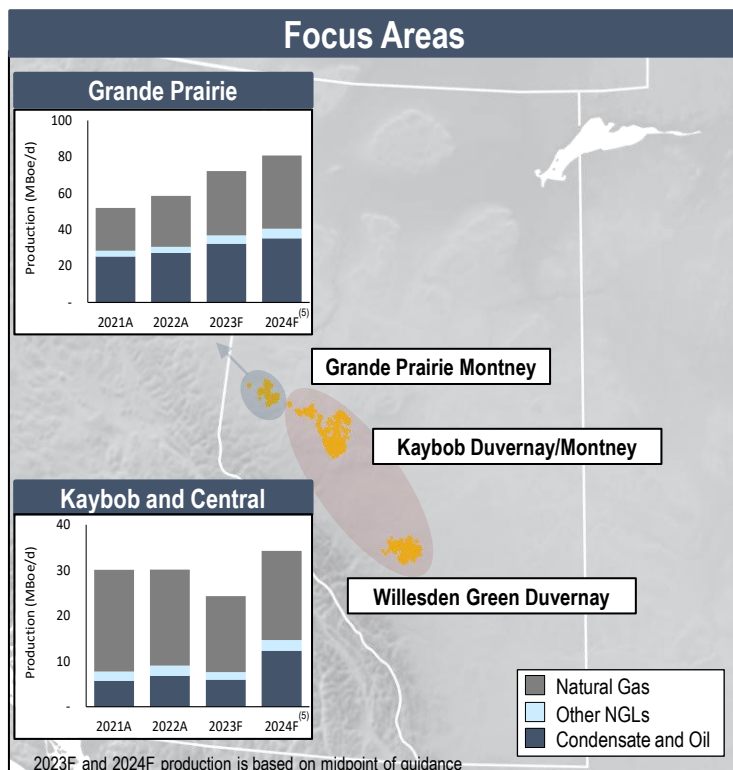 Focus Areas
Grande Prairie
Production (MBoe/d)
100
80
60
40
20
-
2021A 2022A 2023F 2024F (5)
Grande Prairie Montney
Kaybob Duvernay/Montney
Kaybob and Central
Production (MBoe/d)
40
30
20
10
-
2021A 2022A 2023F 2024F (5)
Willesden Green Duvernay
Natural Gas
Other NGLs
Condensate and Oil
2023F and 2024F production is based on midpoint of guidance